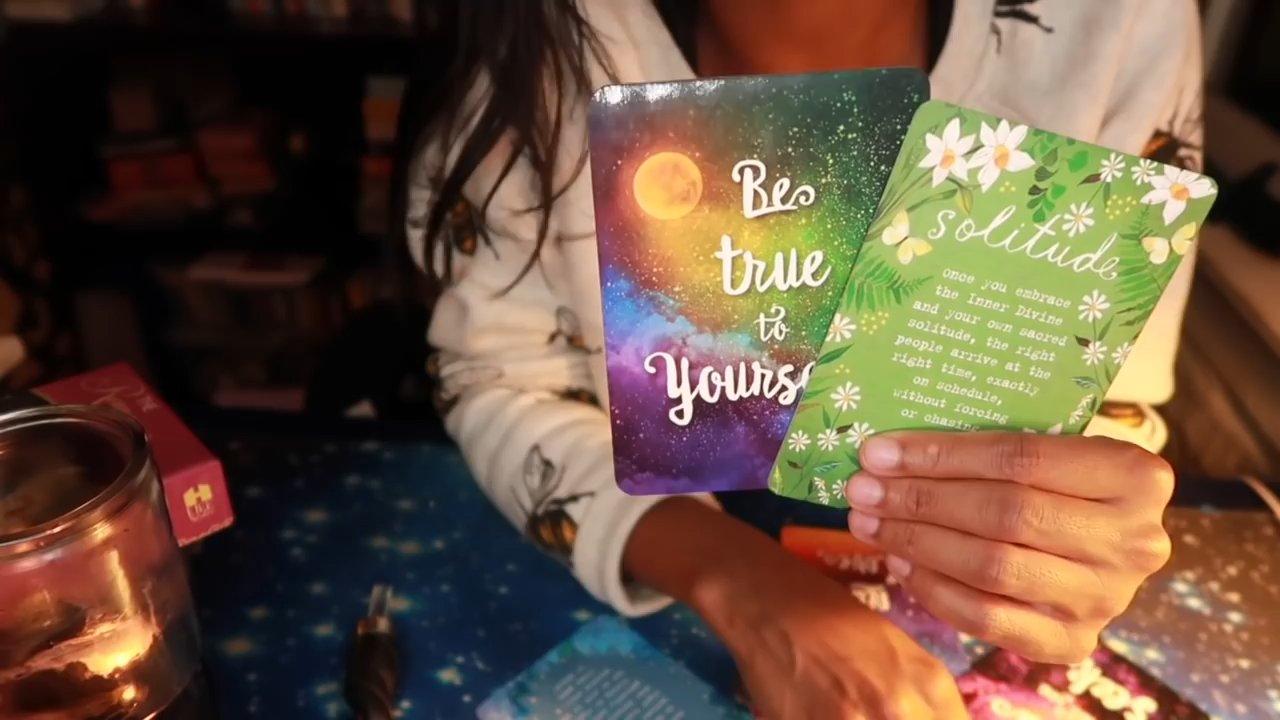 Be
true
to
Yourse
solitude
once you embrace
the Inner Divine
and your own sacred
solitude, the right
people arrive at the
right time, exactly
on schedule,
without forcing
or chasing